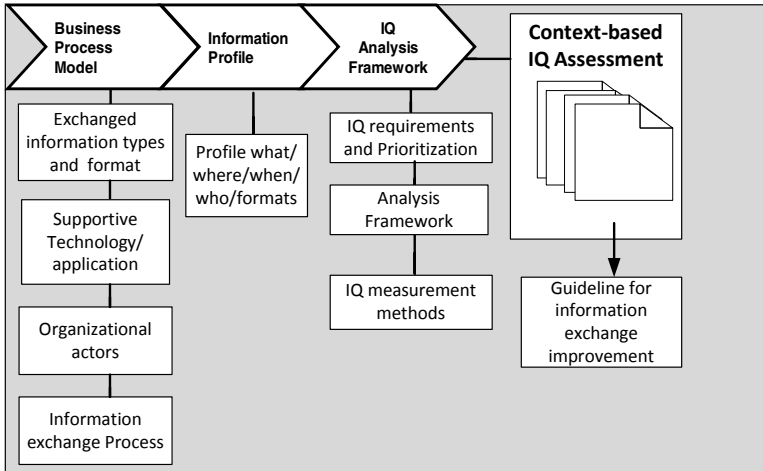 Business
Process
Model
Information
Profile
IQ
Analysis
Framework
Context-based
IQ Assessment
Exchanged
information types
and format
Supportive
Technology/
application
Organizational
actors
Information
exchange Process
Profile what/
where/when/
who/formats
IQ requirements
and Prioritization
Analysis
Framework
IQ measurement
methods
Guideline for
information
exchange
improvement